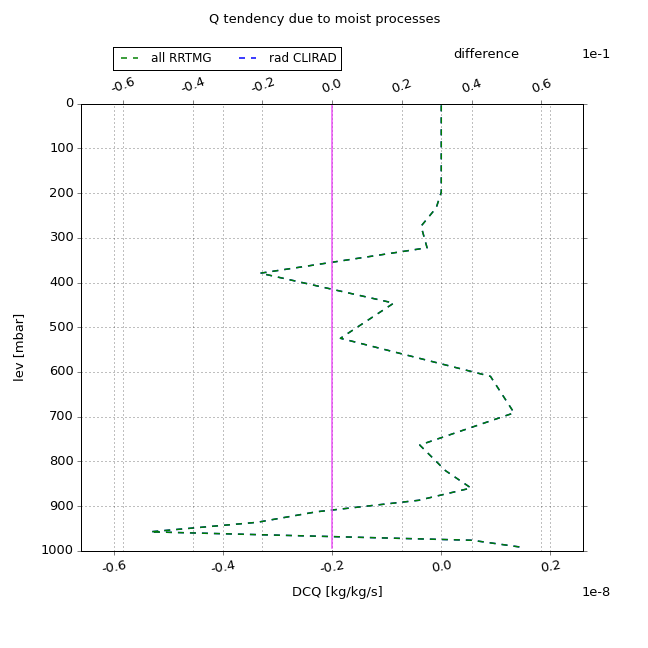 Q tendency due to moist processes
all RRTMG rad CLIRAD
difference 1e-1
-0.6 -0.4 -0.2 0.0 0.2 0.4 0.6
0
100
200
300
400
500
600
700
800
900
1000
lev [mbar]
-0.6 -0.4 -0.2 0.0 0.2
DCQ [kg/kg/s] 1e-8